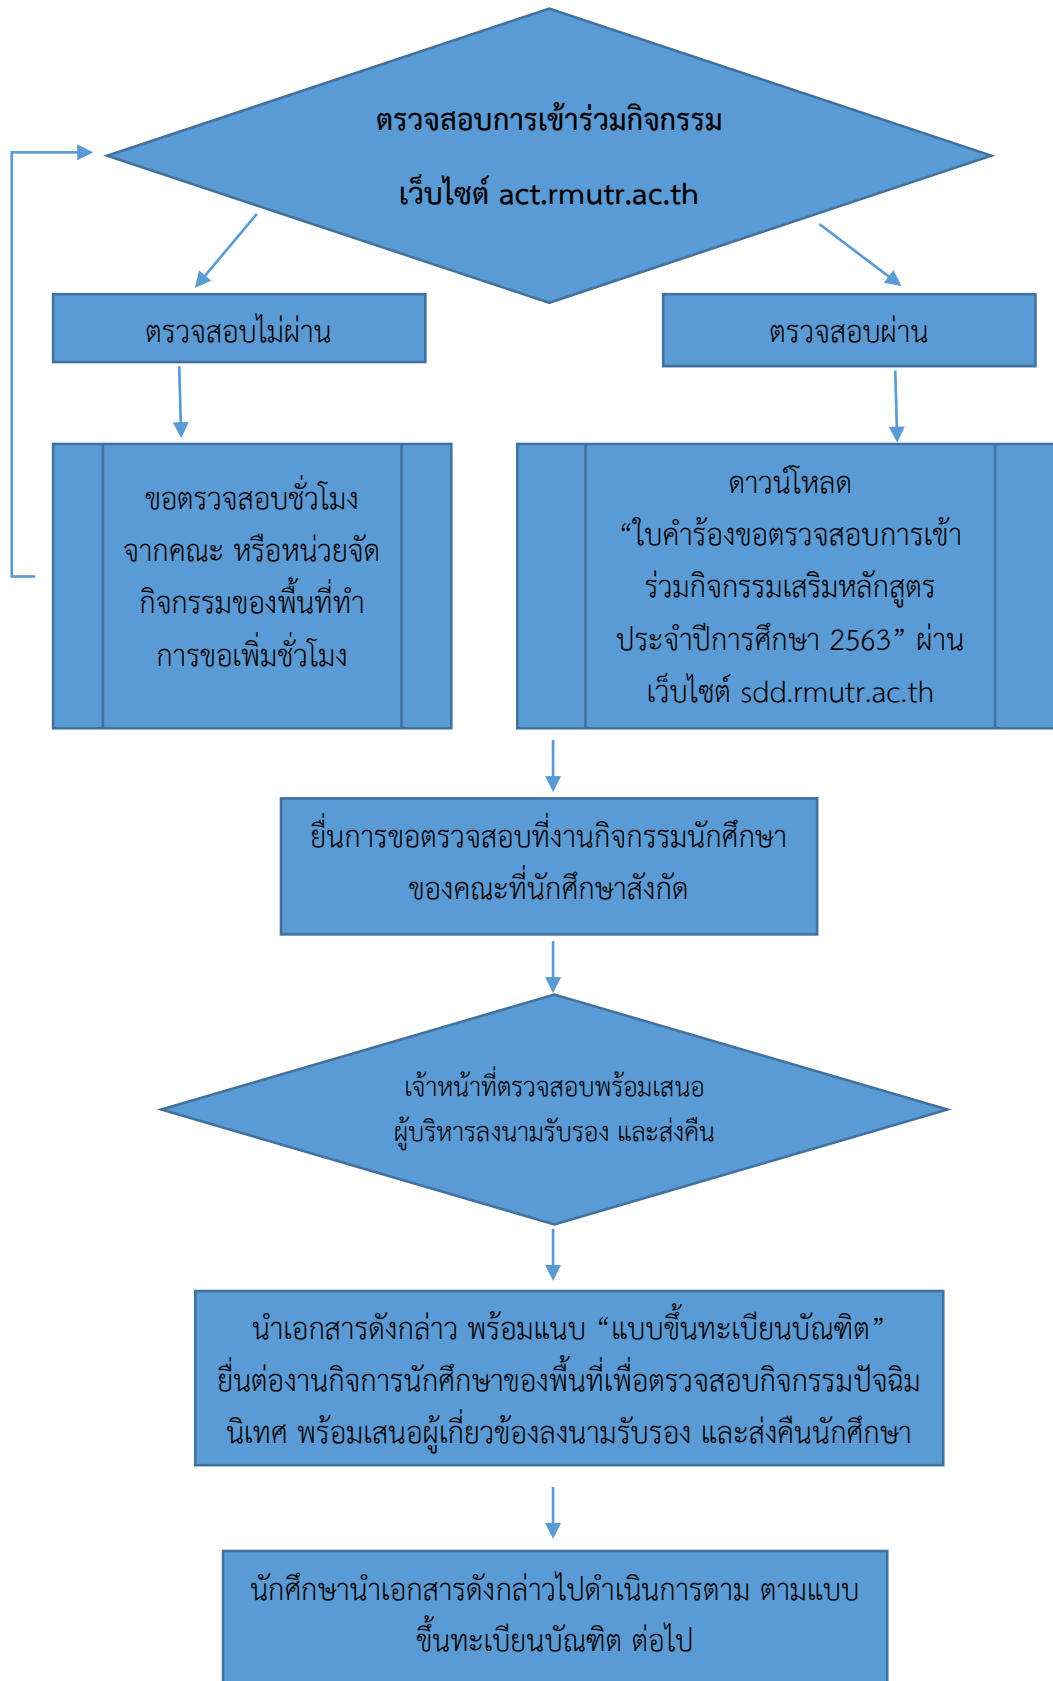 ตรวจสอบการเข้าร่วมกิจกรรม
เว็บไซต์ act.rmutr.ac.th
ตรวจสอบไม่ผ่าน
ตรวจสอบผ่าน
ขอตรวจสอบชั่วโมง
จากคณะ หรือหน่วยจัด
กิจกรรมของพื้นที่ทำ
การขอเพิ่มชั่วโมง
ดาวน์โหลด
“ใบคำร้องขอตรวจสอบการเข้า
ร่วมกิจกรรมเสริมหลักสูตร
ประจำปีการศึกษา 2563” ผ่าน
เว็บไซต์ sdd.rmutr.ac.th
ยื่นการขอตรวจสอบที่งานกิจกรรมนักศึกษา
ของคณะที่นักศึกษาสังกัด
เจ้าหน้าที่ตรวจสอบพร้อมเสนอ
ผู้บริหารลงนามรับรอง และส่งคืน
นำเอกสารดังกล่าว พร้อมแนบ “แบบขึ้นทะเบียนบัณฑิต”
ยื่นต่องานกิจการนักศึกษาของพื้นที่เพื่อตรวจสอบกิจกรรมปัจฉิม
นิเทศ พร้อมเสนอผู้เกี่ยวข้องลงนามรับรอง และส่งคืนนักศึกษา
นักศึกษานำเอกสารดังกล่าวไปดำเนินการตาม ตามแบบ
ขึ้นทะเบียนบัณฑิต ต่อไป